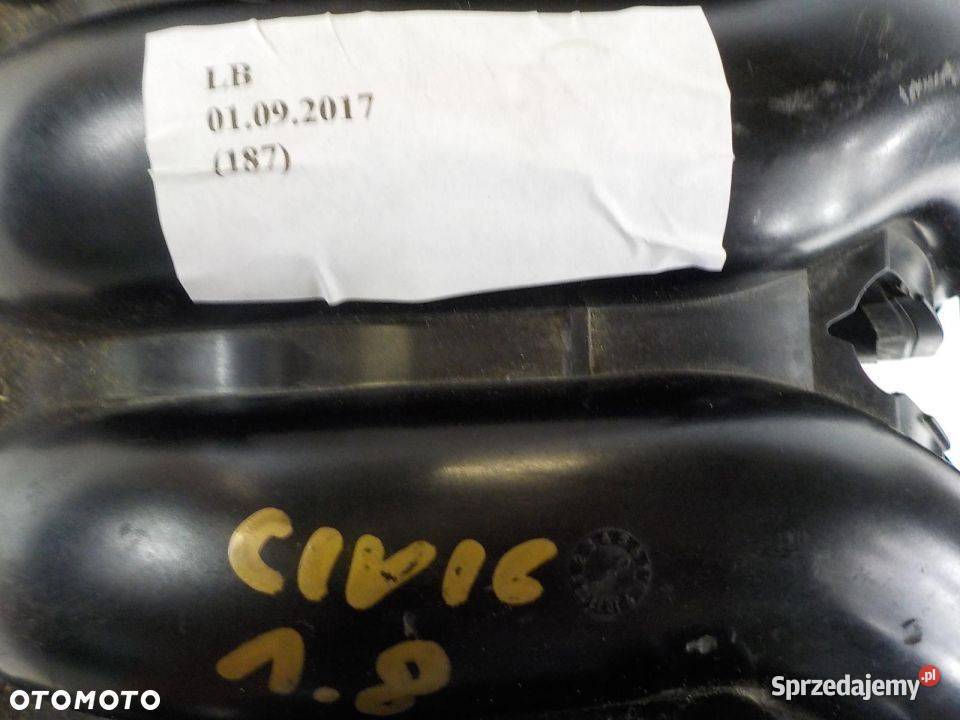 LB
01.09.2017
(187)
CIVIC
1.8
OTOMOTO
Sprzedajemy.pl